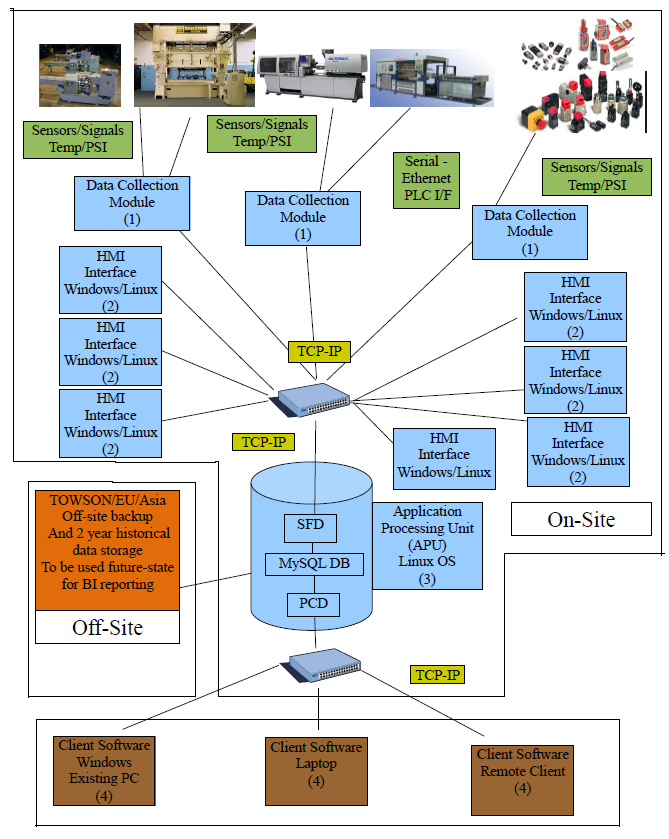 Sensors/Signals
Temp/PSI
Sensors/Signals
Temp/PSI
Serial -
Ethernet
PLC I/F
Sensors/Signals
Temp/PSI
Data Collection
Module
(1)
Data Collection
Module
(1)
Data Collection
Module
(1)
HMI
Interface
Windows/Linux
(2)
HMI
Interface
Windows/Linux
(2)
HMI
Interface
Windows/Linux
(2)
HMI
Interface
Windows/Linux
(2)
HMI
Interface
Windows/Linux
(2)
HMI
Interface
Windows/Linux
(2)
HMI
Interface
Windows/Linux
TCP-IP
TCP-IP
SFD
MySQL DB
PCD
Application
Processing Unit
(APU)
Linux OS
(3)
On-Site
TOWSON/EU/Asia
Off-site backup
And 2 year historical
data storage
To be used future-state
for BI reporting
Off-Site
TCP-IP
Client Software
Windows
Existing PC
(4)
Client Software
Laptop
(4)
Client Software
Remote Client
(4)